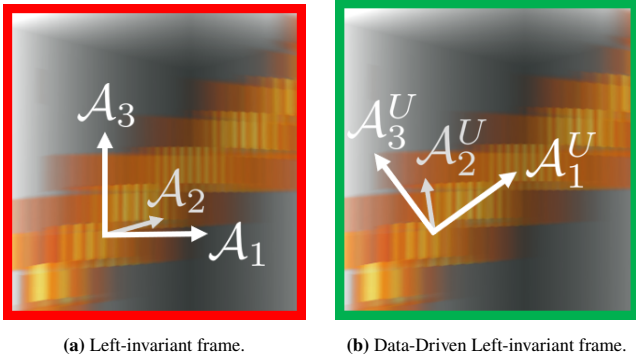 𝒜₃
𝒜₂
𝒜₁
𝒜₃ᵁ
𝒜₂ᵁ
𝒜₁ᵁ
(a) Left-invariant frame.
(b) Data-Driven Left-invariant frame.